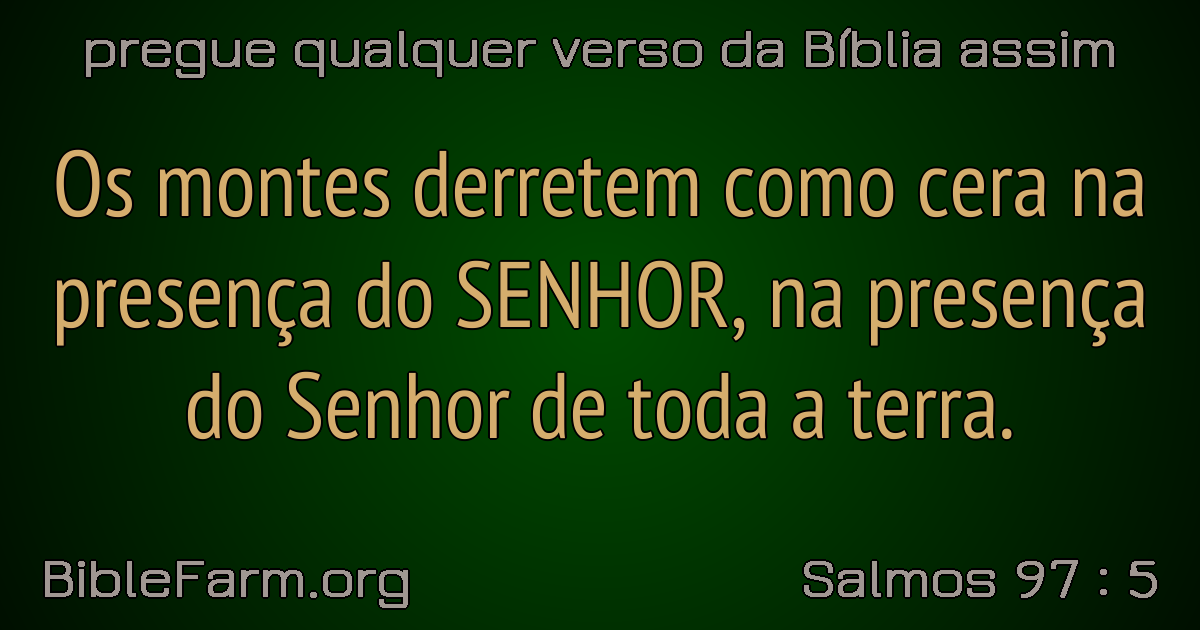 pregue qualquer verso da Bíblia assim
Os montes derretem como cera na
presença do SENHOR, na presença
do Senhor de toda a terra.
BibleFarm.org
Salmos 97 : 5